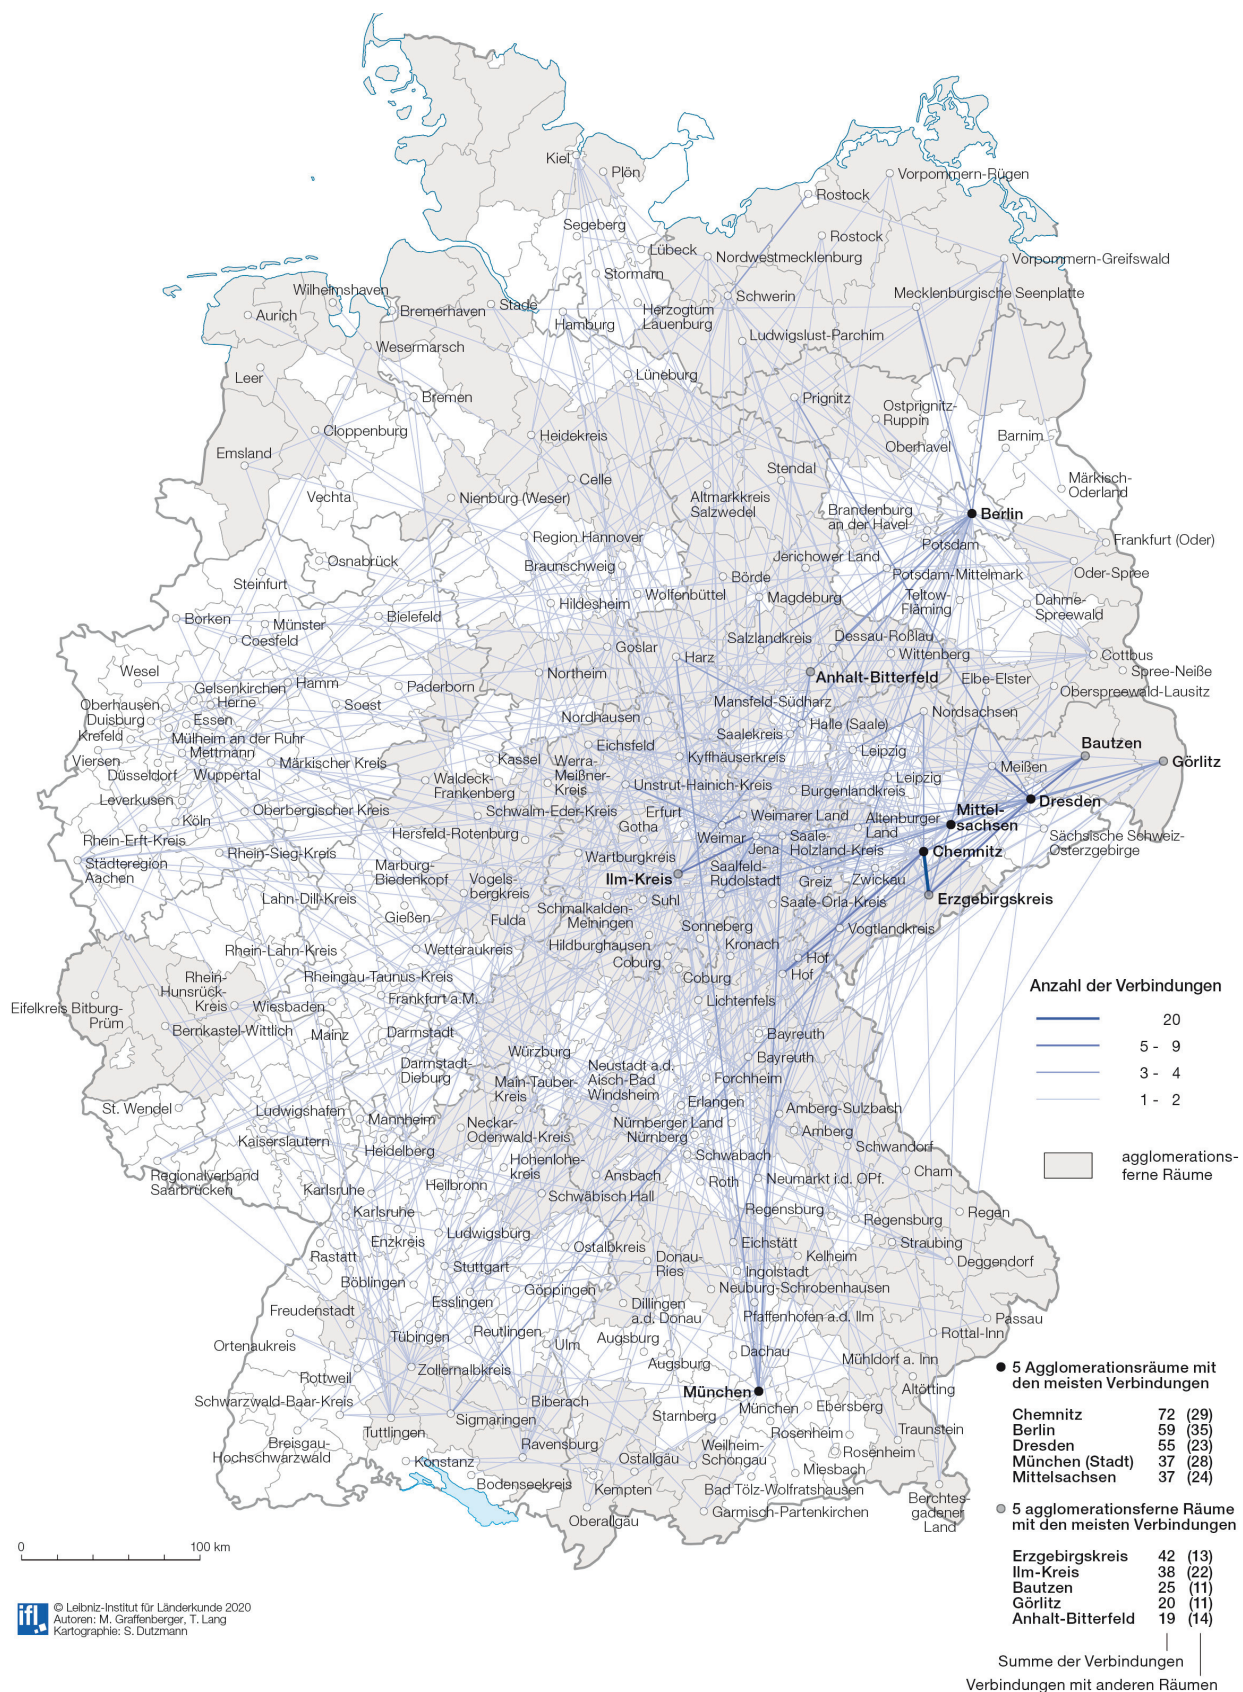 Kiel
Plön
Vorpommern-Rügen
Rostock
Segeberg
Rostock
Lübeck
Nordwestmecklenburg
Vorpommern-Greifswald
Stormarn
Wilhelmshaven
Mecklenburgische Seenplatte
Schwerin
Stade
Herzogtum
Lauenburg
Bremerhaven
Aurich
Hamburg
Ludwigslust-Parchim
Wesermarsch
Lüneburg
Leer
Bremen
Prignitz
Ostprignitz-
Ruppin
Cloppenburg
Heidekreis
Barnim
Oberhavel
Emsland
Stendal
Celle
Märkisch-
Oderland
Vechta
Nienburg (Weser)
Altmarkkreis
Salzwedel
Brandenburg
an der Havel
Berlin
Region Hannover
Frankfurt (Oder)
Potsdam
Osnabrück
Braunschweig
Jerichower Land
Steinfurt
Börde
Potsdam-Mittelmark
Oder-Spree
Wolfenbüttel
Magdeburg
Teltow-
Fläming
Dahme-
Spreewald
Hildesheim
Borken
Münster
Bielefeld
Coesfeld
Salzlandkreis
Dessau-Roßlau
Goslar
Harz
Wittenberg
Cottbus
Wesel
Northeim
Anhalt-Bitterfeld
Elbe-Elster
Spree-Neiße
Gelsenkirchen
Hamm
Paderborn
Oberspreewald-Lausitz
Oberhausen
Herne
Soest
Mansfeld-Südharz
Duisburg
Essen
Nordhausen
Halle (Saale)
Nordsachsen
Krefeld
Mülheim an der Ruhr
Saalekreis
Mettmann
Eichsfeld
Leipzig
Bautzen
Viersen
Märkischer Kreis
Kassel
Werra-
Meißner-
Kreis
Kyffhäuserkreis
Görlitz
Düsseldorf
Wuppertal
Waldeck-
Frankenberg
Unstrut-Hainich-Kreis
Leipzig
Meißen
Leverkusen
Burgenlandkreis
Dresden
Oberbergischer Kreis
Schwalm-Eder-Kreis
Erfurt
Weimarer Land
Altenburger
Land
Mittel-
sachsen
Köln
Gotha
Hersfeld-Rotenburg
Weimar
Jena
Saale-
Holzland-Kreis
Sächsische Schweiz-
Osterzgebirge
Rhein-Erft-Kreis
Rhein-Sieg-Kreis
Wartburgkreis
Chemnitz
Städteregion
Aachen
Marburg-
Biedenkopf
Saalfeld-
Rudolstadt
Ilm-Kreis
Vogels-
bergkreis
Greiz
Zwickau
Lahn-Dill-Kreis
Suhl
Saale-Orla-Kreis
Erzgebirgskreis
Gießen
Fulda
Schmalkalden-
Meiningen
Sonneberg
Vogtlandkreis
Rhein-Lahn-Kreis
Wetteraukreis
Hildburghausen
Kronach
Coburg
Hof
Rheingau-Taunus-Kreis
Coburg
Hof
Rhein-
Hunsrück-
Kreis
Wiesbaden
Frankfurt a.M.
Lichtenfels
Eifelkreis Bitburg-
Prüm
Bernkastel-Wittlich
Mainz
Darmstadt
Bayreuth
Würzburg
Bayreuth
Darmstadt-
Dieburg
Main-Tauber-
Kreis
Neustadt a.d.
Aisch-Bad
Windsheim
Forchheim
St. Wendel
Ludwigshafen
Mannheim
Erlangen
Amberg-Sulzbach
Kaiserslautern
Neckar-
Odenwald-Kreis
Nürnberger Land
Nürnberg
Amberg
Heidelberg
Schwandorf
Hohenlohe-
kreis
Schwabach
Regionalverband
Saarbrücken
Ansbach
Neumarkt i.d. OPf.
Cham
Karlsruhe
Heilbronn
Roth
Schwäbisch Hall
Karlsruhe
Regensburg
Regensburg
Regen
Enzkreis
Ludwigsburg
Eichstätt
Straubing
Rastatt
Ostalbkreis
Donau-
Ries
Kelheim
Deggendorf
Böblingen
Stuttgart
Ingolstadt
Göppingen
Neuburg-Schrobenhausen
Freudenstadt
Esslingen
Dillingen
a.d. Donau
Pfaffenhofen a.d. Ilm
Passau
Tübingen
Reutlingen
Ulm
Augsburg
Rottal-Inn
Ortenaukreis
Augsburg
Dachau
Mühldorf a. Inn
Zollernalbkreis
Rottweil
München
Altötting
Schwarzwald-Baar-Kreis
Biberach
München
Ebersberg
Sigmaringen
Starnberg
Tuttlingen
Rosenheim
Traunstein
Breisgau-
Hochschwarzwald
Ravensburg
Weilheim-
Schongau
Rosenheim
Konstanz
Ostallgäu
Miesbach
Bodenseekreis
Kempten
Bad Tölz-Wolfratshausen
Oberallgäu
Garmisch-Partenkirchen
Berchtes-
gadener
Land
Anzahl der Verbindungen
20
5 - 9
3 - 4
1 - 2
agglomerations-
ferne Räume
5 Agglomerationsräume mit
den meisten Verbindungen
Chemnitz 72 (29)
Berlin 59 (35)
Dresden 55 (23)
München (Stadt) 37 (28)
Mittelsachsen 37 (24)
5 agglomerationsferne Räume
mit den meisten Verbindungen
Erzgebirgskreis 42 (13)
Ilm-Kreis 38 (22)
Bautzen 25 (11)
Görlitz 20 (11)
Anhalt-Bitterfeld 19 (14)
Summe der Verbindungen
Verbindungen mit anderen Räumen
0 100 km
ifl
© Leibniz-Institut für Länderkunde 2020
Autoren: M. Graffenberger, T. Lang
Kartographie: S. Dutzmann